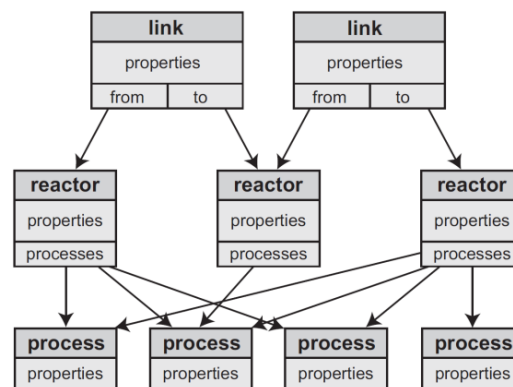 link link
properties properties
from to from to
reactor reactor reactor
properties properties properties
processes processes processes
process process process process
properties properties properties properties